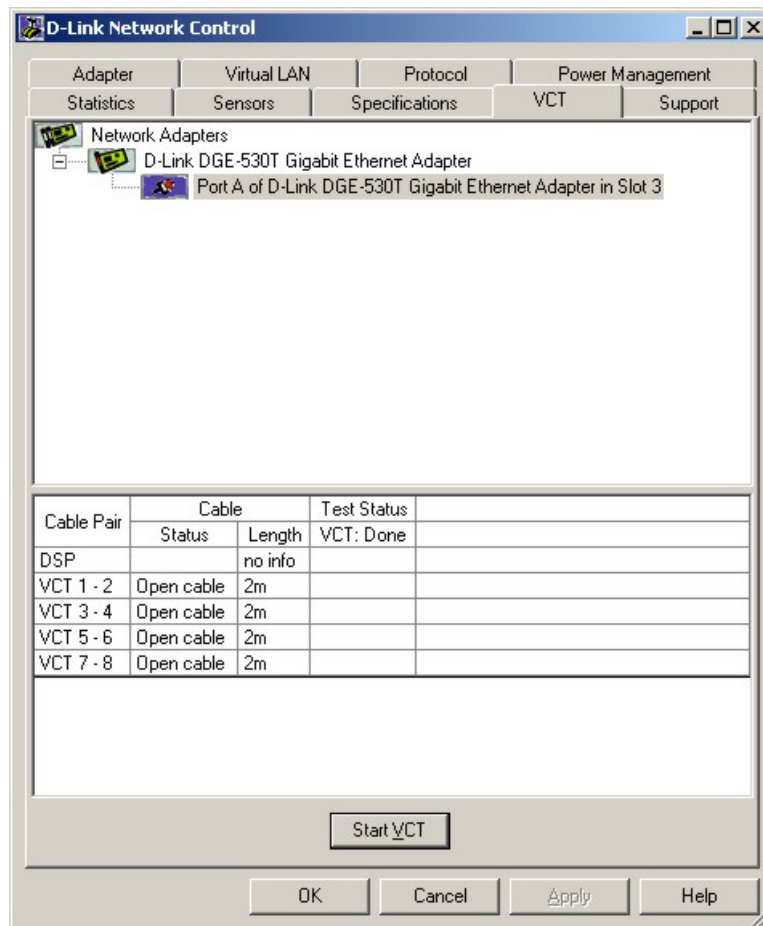 D-Link Network Control
Adapter Virtual LAN Protocol Power Management
Statistics Sensors Specifications VCT Support
Network Adapters
D-Link DGE-530T Gigabit Ethernet Adapter
Port A of D-Link DGE-530T Gigabit Ethernet Adapter in Slot 3
Cable Pair Cable Test Status
Status Length VCT: Done
DSP no info
VCT 1 - 2 Open cable 2m
VCT 3 - 4 Open cable 2m
VCT 5 - 6 Open cable 2m
VCT 7 - 8 Open cable 2m
Start VCT
OK Cancel Apply Help